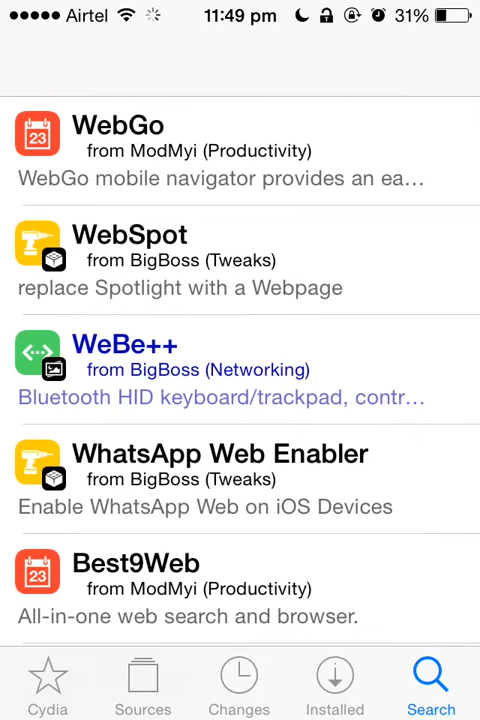 Airtel 11:49 pm 31%
WebGo
from ModMyi (Productivity)
WebGo mobile navigator provides an ea…
WebSpot
from BigBoss (Tweaks)
replace Spotlight with a Webpage
WeBe++
from BigBoss (Networking)
Bluetooth HID keyboard/trackpad, contr…
WhatsApp Web Enabler
from BigBoss (Tweaks)
Enable WhatsApp Web on iOS Devices
Best9Web
from ModMyi (Productivity)
All-in-one web search and browser.
23
23
Cydia Sources Changes Installed Search